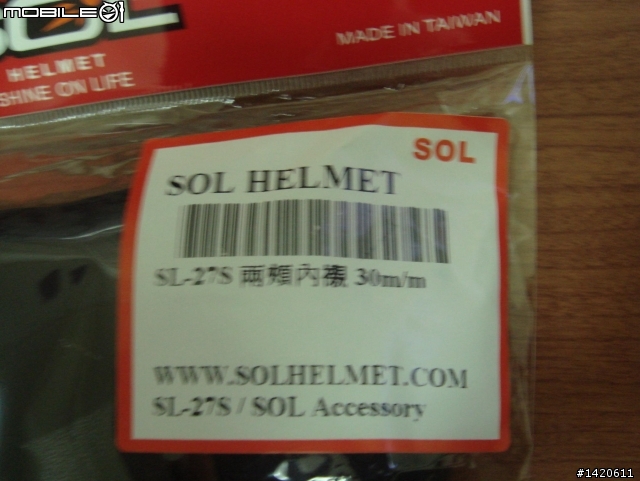 MOBILE01
SOL
HELMET
SHINE ON LIFE
MADE IN TAIWAN
SOL
SOL HELMET
SL-27S 兩頰內襯 30m/m
WWW.SOLHELMET.COM
SL-27S / SOL Accessory
#1420611